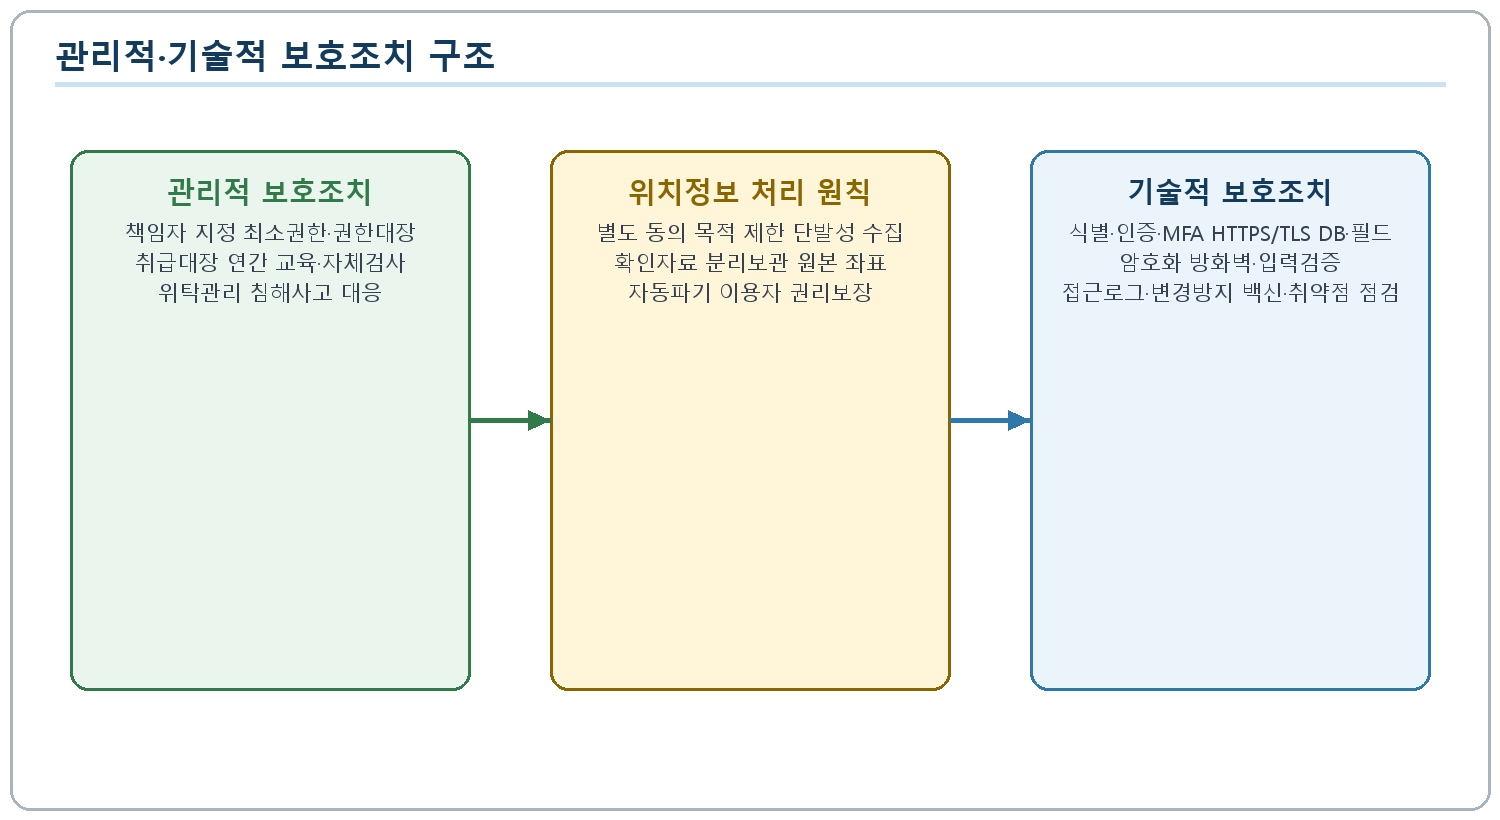 관리적·기술적 보호조치 구조
관리적 보호조치
책임자 지정 최소권한·권한대장
취급대장 연간 교육·자체검사
위탁관리 침해사고 대응
위치정보 처리 원칙
별도 동의 목적 제한 단발성 수집
확인자료 분리보관 원본 좌표
자동파기 이용자 권리보장
기술적 보호조치
식별·인증·MFA HTTPS/TLS DB·필드
암호화 방화벽·입력검증
접근로그·변경방지 백신·취약점 점검